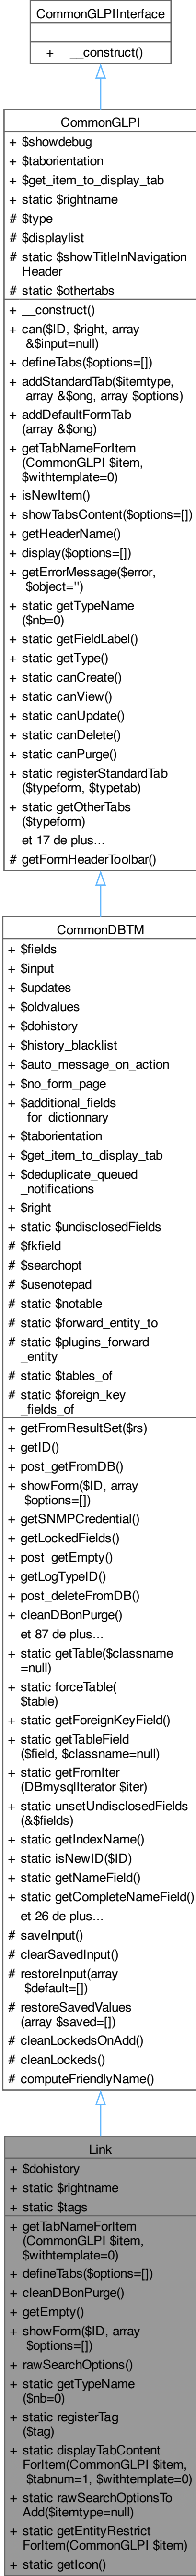 CommonGLPIInterface
+ __construct()
CommonGLPI
+ $showdebug
+ $taborientation
+ $get_item_to_display_tab
+ static $rightname
# $type
# $displaylist
# static $showTitleInNavigation
Header
# static $othertabs
+ __construct()
+ can($ID, $right, array
&$input=null)
+ defineTabs($options=[])
+ addStandardTab($itemtype,
array &$ong, array $options)
+ addDefaultFormTab
(array &$ong)
+ getTabNameForItem
(CommonGLPI $item,
$withtemplate=0)
+ isNewItem()
+ showTabsContent($options=[])
+ getHeaderName()
+ display($options=[])
+ getErrorMessage($error,
$object='')
+ static getTypeName
($nb=0)
+ static getFieldLabel()
+ static getType()
+ static canCreate()
+ static canView()
+ static canUpdate()
+ static canDelete()
+ static canPurge()
+ static registerStandardTab
($typeform, $typetab)
+ static getOtherTabs
($typeform)
et 17 de plus...
# getFormHeaderToolbar()
CommonDBTM
+ $fields
+ $input
+ $updates
+ $oldvalues
+ $dohistory
+ $history_blacklist
+ $auto_message_on_action
+ $no_form_page
+ $additional_fields
_for_dictionnary
+ $taborientation
+ $get_item_to_display_tab
+ $deduplicate_queued
_notifications
+ $right
+ static $undisclosedFields
# $fkfield
# $searchopt
# $usenotepad
# static $notable
# static $forward_entity_to
# static $plugins_forward
_entity
# static $tables_of
# static $foreign_key
_fields_of
+ getFromResultSet($rs)
+ getID()
+ post_getFromDB()
+ showForm($ID, array
$options=[])
+ getSNMPCredential()
+ getLockedFields()
+ post_getEmpty()
+ getLogTypeID()
+ post_deleteFromDB()
+ cleanDBonPurge()
et 87 de plus...
+ static getTable($classname
=null)
+ static forceTable(
$table)
+ static getForeignKeyField()
+ static getTableField
($field, $classname=null)
+ static getFromIter
(DBmysqlIterator $iter)
+ static unsetUndisclosedFields
(&$fields)
+ static getIndexName()
+ static isNewID($ID)
+ static getNameField()
+ static getCompleteNameField()
et 26 de plus...
# saveInput()
# clearSavedInput()
# restoreInput(array
$default=[])
# restoreSavedValues
(array $saved=[])
# cleanLockedsOnAdd()
# cleanLockeds()
# computeFriendlyName()
Link
+ $dohistory
+ static $rightname
+ static $tags
+ getTabNameForItem
(CommonGLPI $item,
$withtemplate=0)
+ defineTabs($options=[])
+ cleanDBonPurge()
+ getEmpty()
+ showForm($ID, array
$options=[])
+ rawSearchOptions()
+ static getTypeName
($nb=0)
+ static registerTag
($tag)
+ static displayTabContent
ForItem(CommonGLPI $item,
$tabnum=1, $withtemplate=0)
+ static rawSearchOptionsTo
Add($itemtype=null)
+ static getEntityRestrict
ForItem(CommonGLPI $item)
+ static getIcon()